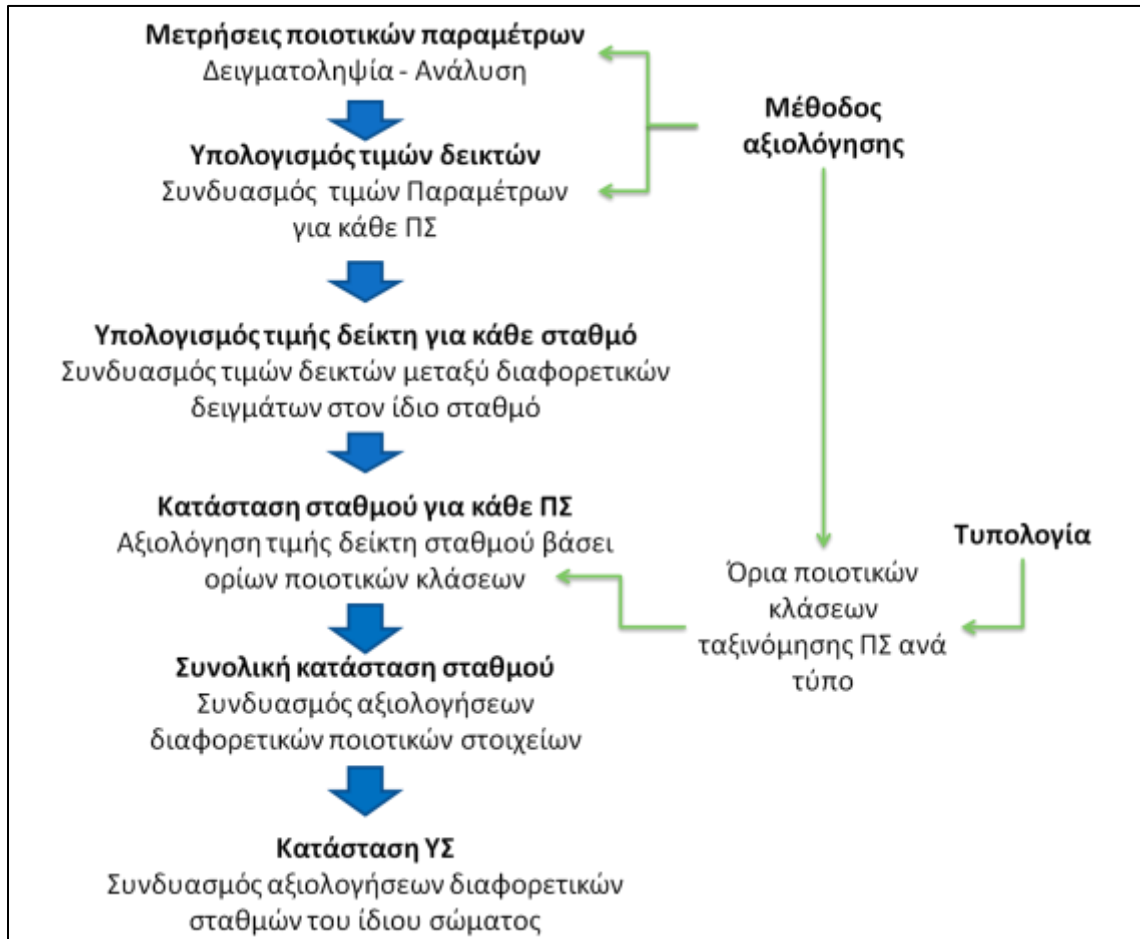 Μετρήσεις ποιοτικών παραμέτρων
Δειγματοληψία - Ανάλυση
Υπολογισμός τιμών δεικτών
Συνδυασμός τιμών Παραμέτρων
για κάθε ΠΣ
Υπολογισμός τιμής δείκτη για κάθε σταθμό
Συνδυασμός τιμών δεικτών μεταξύ διαφορετικών
δειγμάτων στον ίδιο σταθμό
Κατάσταση σταθμού για κάθε ΠΣ
Αξιολόγηση τιμής δείκτη σταθμού βάσει
ορίων ποιοτικών κλάσεων
Συνολική κατάσταση σταθμού
Συνδυασμός αξιολογήσεων
διαφορετικών ποιοτικών στοιχείων
Κατάσταση ΥΣ
Συνδυασμός αξιολογήσεων διαφορετικών
σταθμών του ίδιου σώματος
Μέθοδος
αξιολόγησης
Τυπολογία
Όρια ποιοτικών
κλάσεων
ταξινόμησης ΠΣ ανά
τύπο